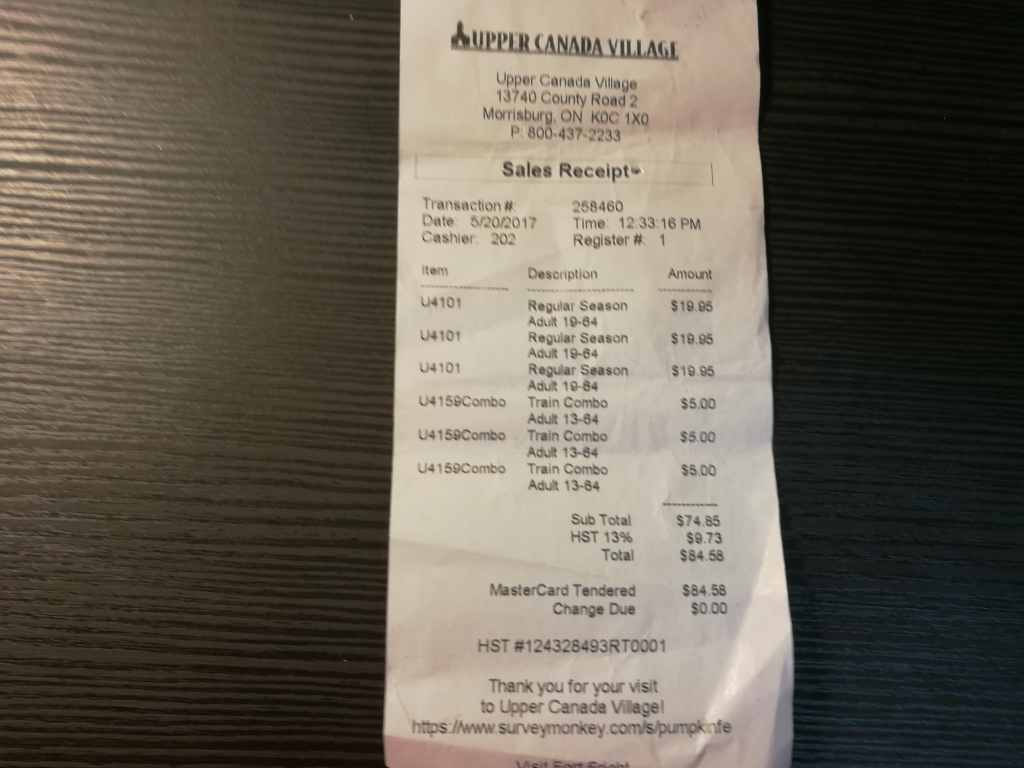 UPPER CANADA VILLAGE
Upper Canada Village
13740 County Road 2
Morrisburg, ON K0C 1X0
P: 800-437-2233
Sales Receipt
Transaction #: 258460
Date: 5/20/2017 Time: 12:33:16 PM
Cashier: 202 Register #: 1
Item Description Amount
U4101 Regular Season $19.95
Adult 19-64
U4101 Regular Season $19.95
Adult 19-64
U4101 Regular Season $19.95
Adult 19-64
U4159Combo Train Combo $5.00
Adult 13-64
U4159Combo Train Combo $5.00
Adult 13-64
U4159Combo Train Combo $5.00
Adult 13-64
Sub Total $74.85
HST 13% $9.73
Total $84.58
MasterCard Tendered $84.58
Change Due $0.00
HST #124328493RT0001
Thank you for your visit
to Upper Canada Village!
https://www.surveymonkey.com/s/pumpkinfe
Visit Fort Fright